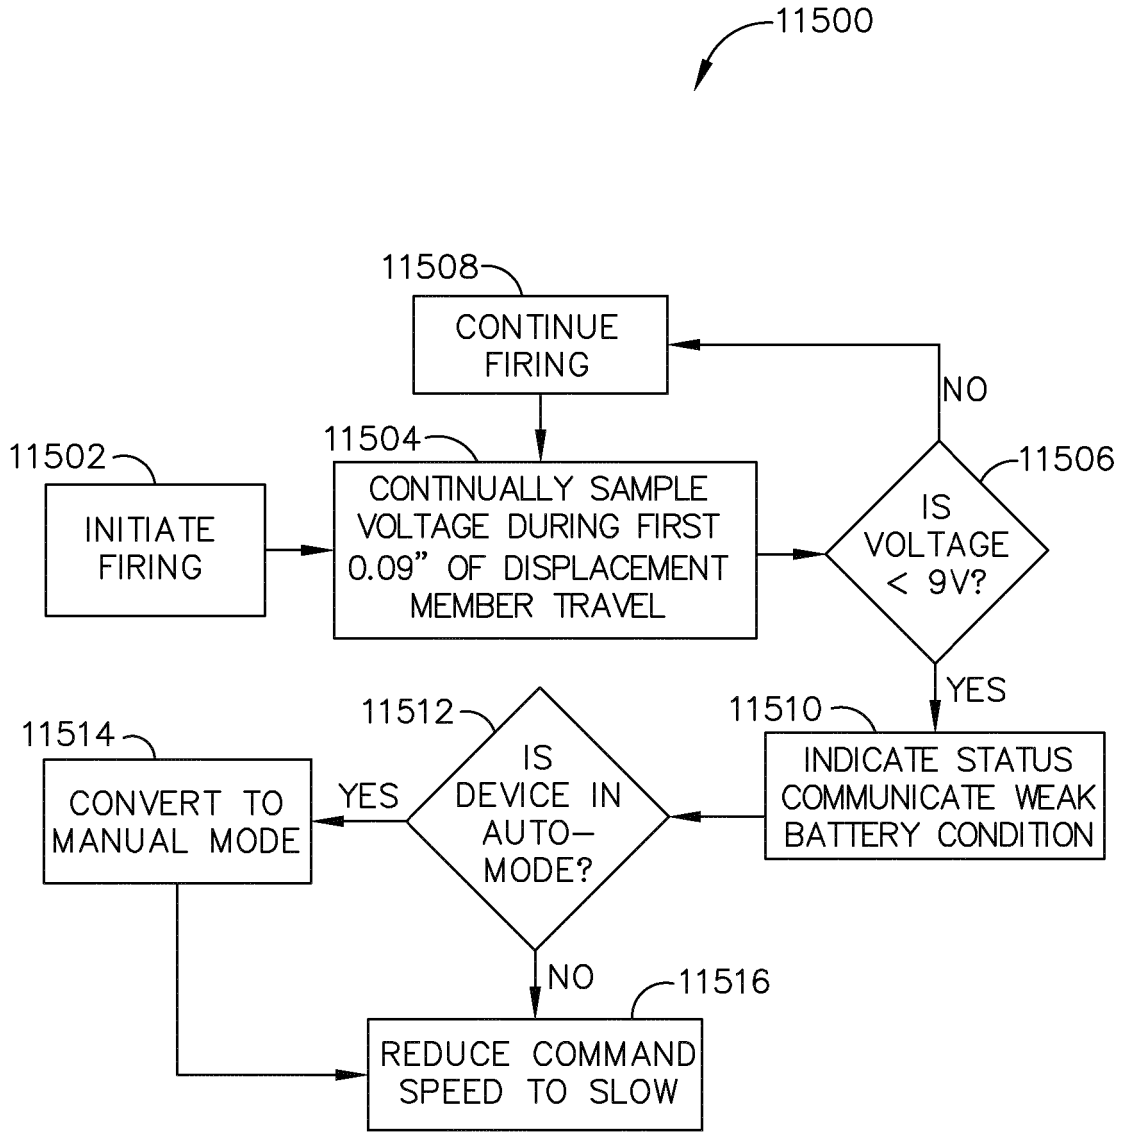 11500
11508
CONTINUE
FIRING
NO
11504
11502
11506
INITIATE
FIRING
CONTINUALLY SAMPLE
VOLTAGE DURING FIRST
0.09” OF DISPLACEMENT
MEMBER TRAVEL
IS
VOLTAGE
< 9V?
YES
11510
11512
11514
INDICATE STATUS
COMMUNICATE WEAK
BATTERY CONDITION
IS
DEVICE IN
AUTO–
MODE?
YES
CONVERT TO
MANUAL MODE
NO
11516
REDUCE COMMAND
SPEED TO SLOW